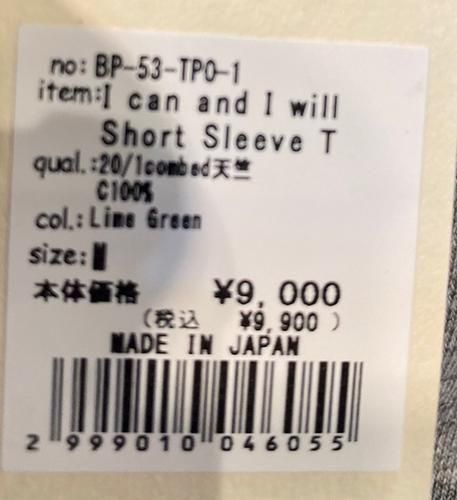 no: BP-53-TPO-1
item:I can and I will
Short Sleeve T
qual.:20/1combed天竺
C100%
col.: Lime Green
size: M
本体価格 ¥9, 000
(税込 ¥9, 900 )
MADE IN JAPAN
2 999010 046055